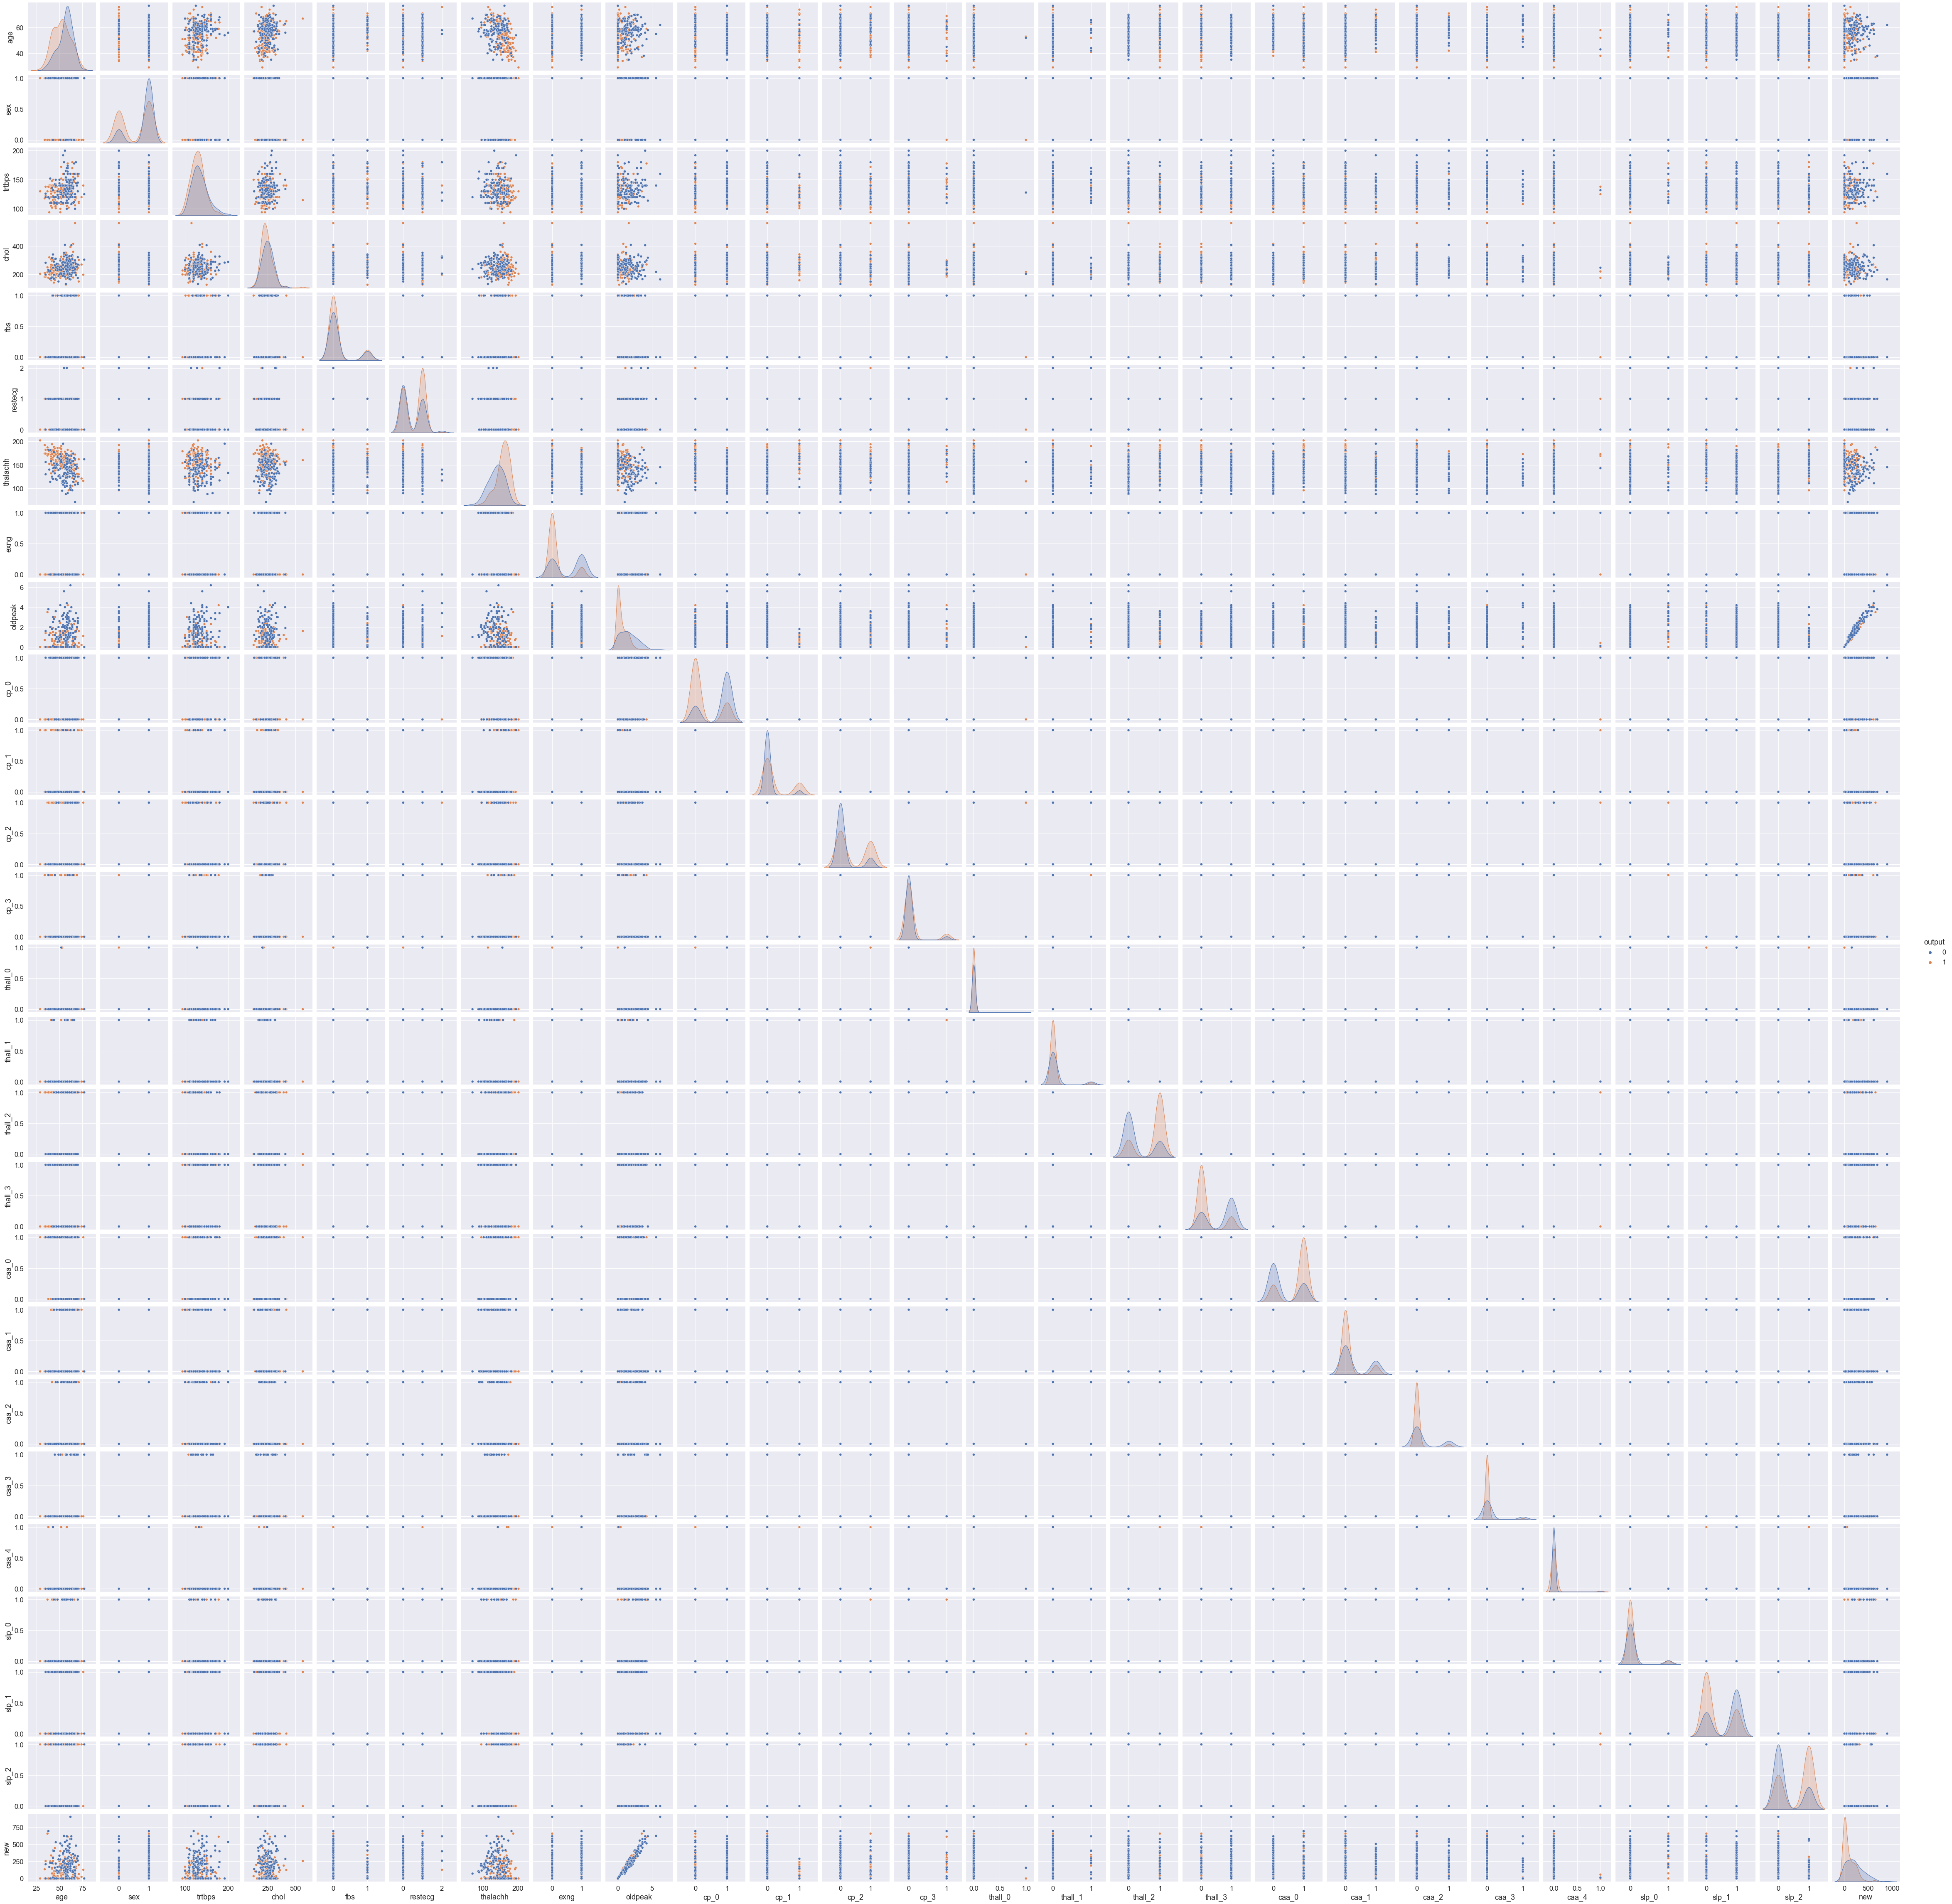 60
40
age
1.0
0.5
0.0
sex
200
150
100
trtbps
400
200
chol
1.0
0.5
0.0
fbs
2
1
0
restecg
200
150
100
thalachh
1.0
0.5
0.0
exng
6
4
2
0
oldpeak
1.0
0.5
0.0
cp_0
1.0
0.5
0.0
cp_1
1.0
0.5
0.0
cp_2
1.0
0.5
0.0
cp_3
output
0
1
1.0
0.5
0.0
thall_0
1.0
0.5
0.0
thall_1
1.0
0.5
0.0
thall_2
1.0
0.5
0.0
thall_3
1.0
0.5
0.0
caa_0
1.0
0.5
0.0
caa_1
1.0
0.5
0.0
caa_2
1.0
0.5
0.0
caa_3
1.0
0.5
0.0
caa_4
1.0
0.5
0.0
slp_0
1.0
0.5
0.0
slp_1
1.0
0.5
0.0
slp_2
750
500
250
0
new
25 50 75 0 1 100 200 250 500 0 1 0 2 100 200 0 1 0 5 0 1 0 1 0 1 0 1 0.0 0.5 1.0 0 1 0 1 0 1 0 1 0 1 0 1 0 1 0.0 0.5 1.0 0 1 0 1 0 1 0 500 1000
age sex trtbps chol fbs restecg thalachh exng oldpeak cp_0 cp_1 cp_2 cp_3 thall_0 thall_1 thall_2 thall_3 caa_0 caa_1 caa_2 caa_3 caa_4 slp_0 slp_1 slp_2 new